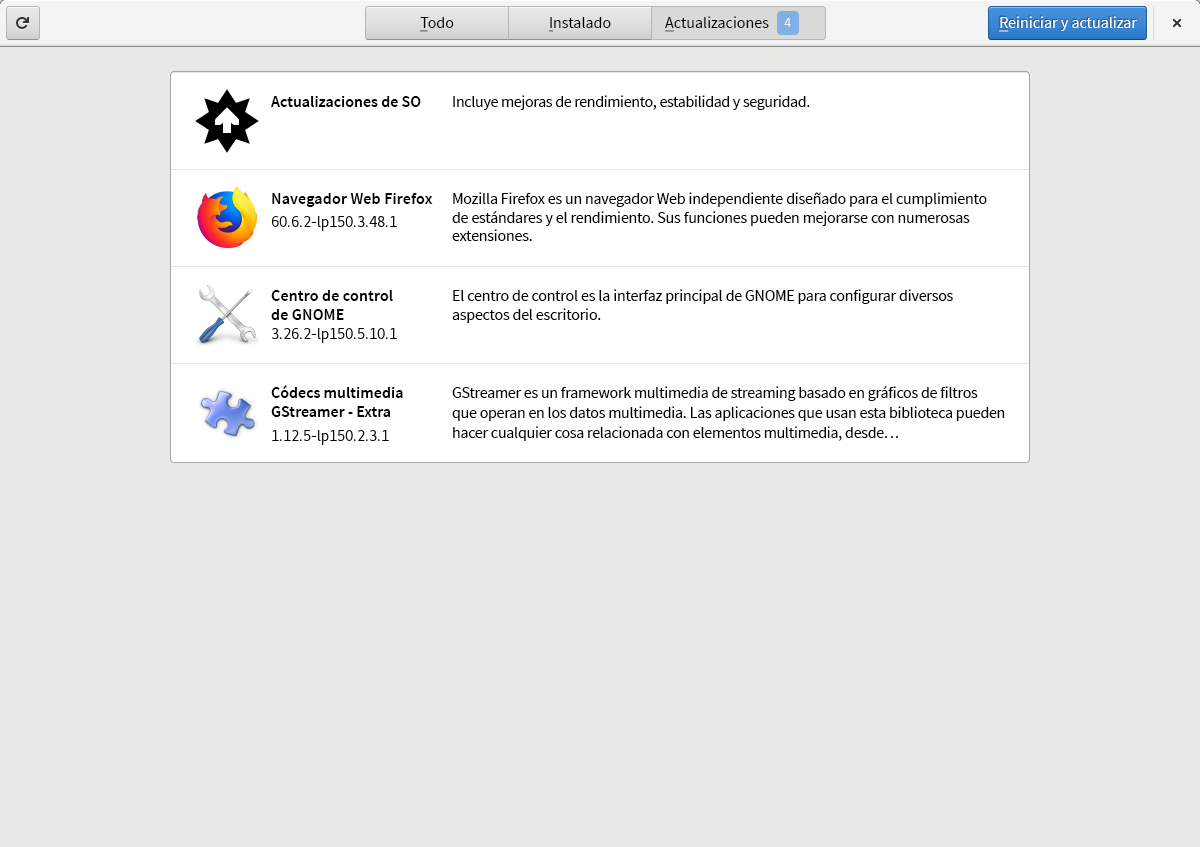 Todo
Instalado
Actualizaciones 4
Reiniciar y actualizar
Actualizaciones de SO
Incluye mejoras de rendimiento, estabilidad y seguridad.
Navegador Web Firefox
60.6.2-lp150.3.48.1
Mozilla Firefox es un navegador Web independiente diseñado para el cumplimiento
de estándares y el rendimiento. Sus funciones pueden mejorarse con numerosas
extensiones.
Centro de control
de GNOME
3.26.2-lp150.5.10.1
El centro de control es la interfaz principal de GNOME para configurar diversos
aspectos del escritorio.
Códecs multimedia
GStreamer - Extra
1.12.5-lp150.2.3.1
GStreamer es un framework multimedia de streaming basado en gráficos de filtros
que operan en los datos multimedia. Las aplicaciones que usan esta biblioteca pueden
hacer cualquier cosa relacionada con elementos multimedia, desde…